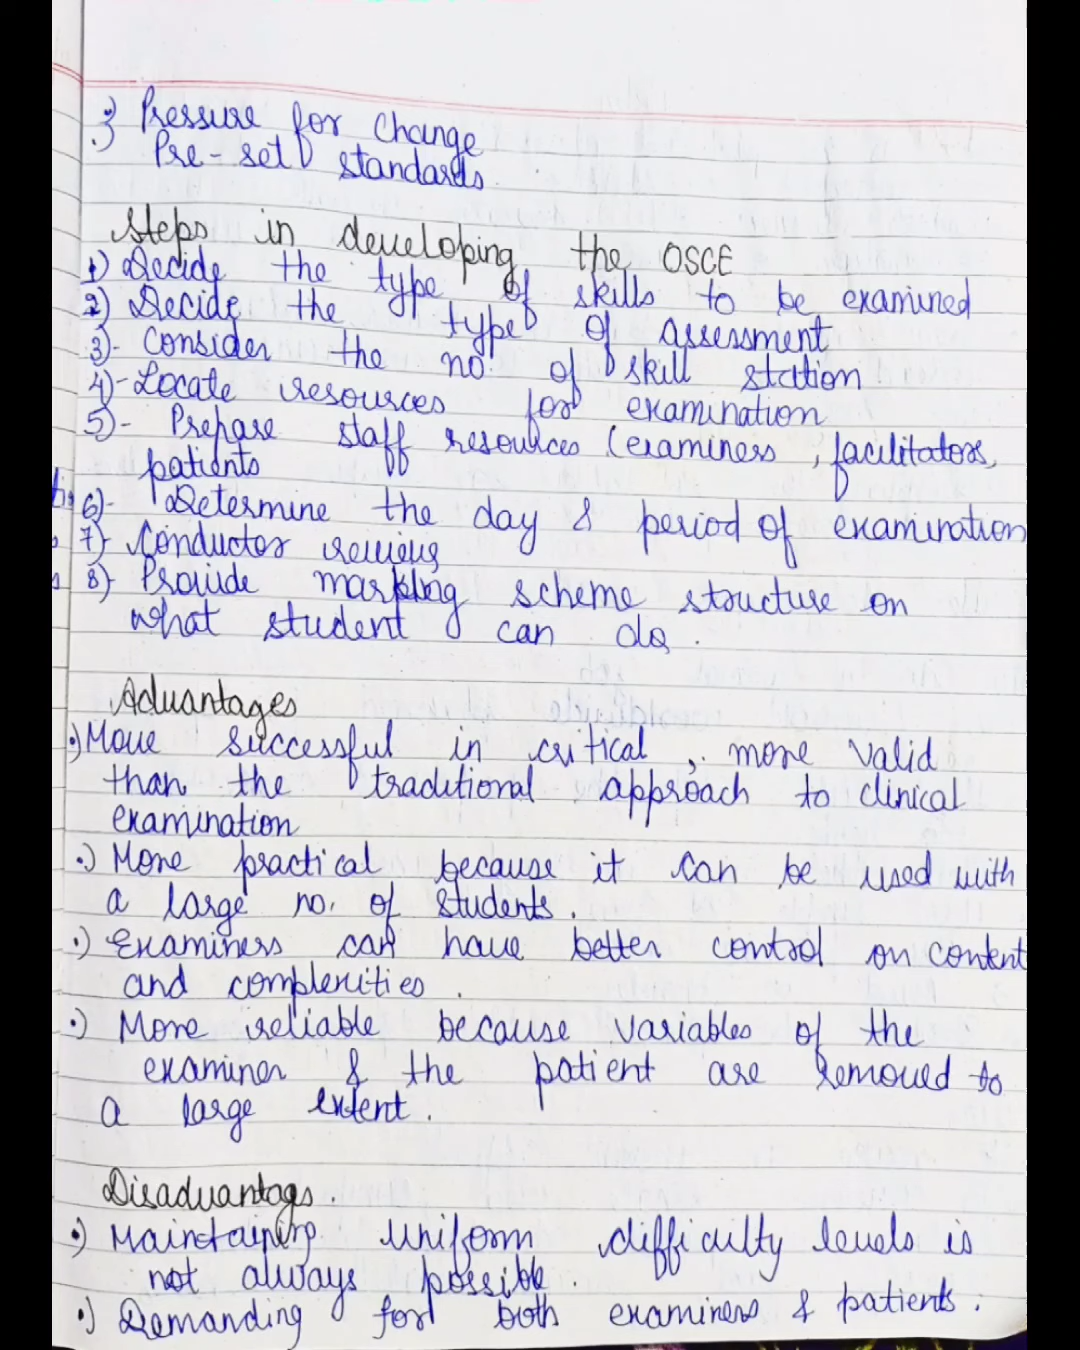 •) Pressure for change
•) Pre-set standards
Steps in developing the OSCE
1) Decide the type of skills to be examined
2) Decide the type of assessment
3)- Consider the no. of skill station
4)- Locate resources for examination
5)- Prepare staff resources (examiners, facilitators,
patients
6)- Determine the day & period of examination
7)- Conductor reviews
8)- Provide marking scheme structure on
what student can do.
Advantages
•) More successful in critical, more valid
than the traditional approach to clinical
examination
•) More practical because it can be used with
a large no. of students.
•) Examiners can have better control on content
and complexities.
•) More reliable because variables of the
examiner & the patient are removed to
a large extent.
Disadvantags.
•) Maintaining uniform difficulty levels is
not always possible.
•) Demanding for both examiners & patients.